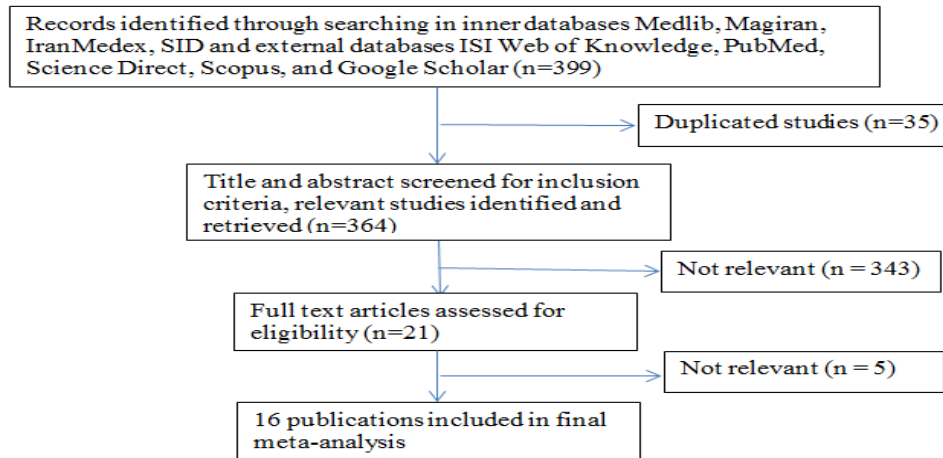 Records identified through searching in inner databases Medlib, Magiran,
IranMedex, SID and external databases ISI Web of Knowledge, PubMed,
Science Direct, Scopus, and Google Scholar (n=399)
Duplicated studies (n=35)
Title and abstract screened for inclusion
criteria, relevant studies identified and
retrieved (n=364)
Not relevant (n = 343)
Full text articles assessed for
eligibility (n=21)
Not relevant (n = 5)
16 publications included in final
meta-analysis